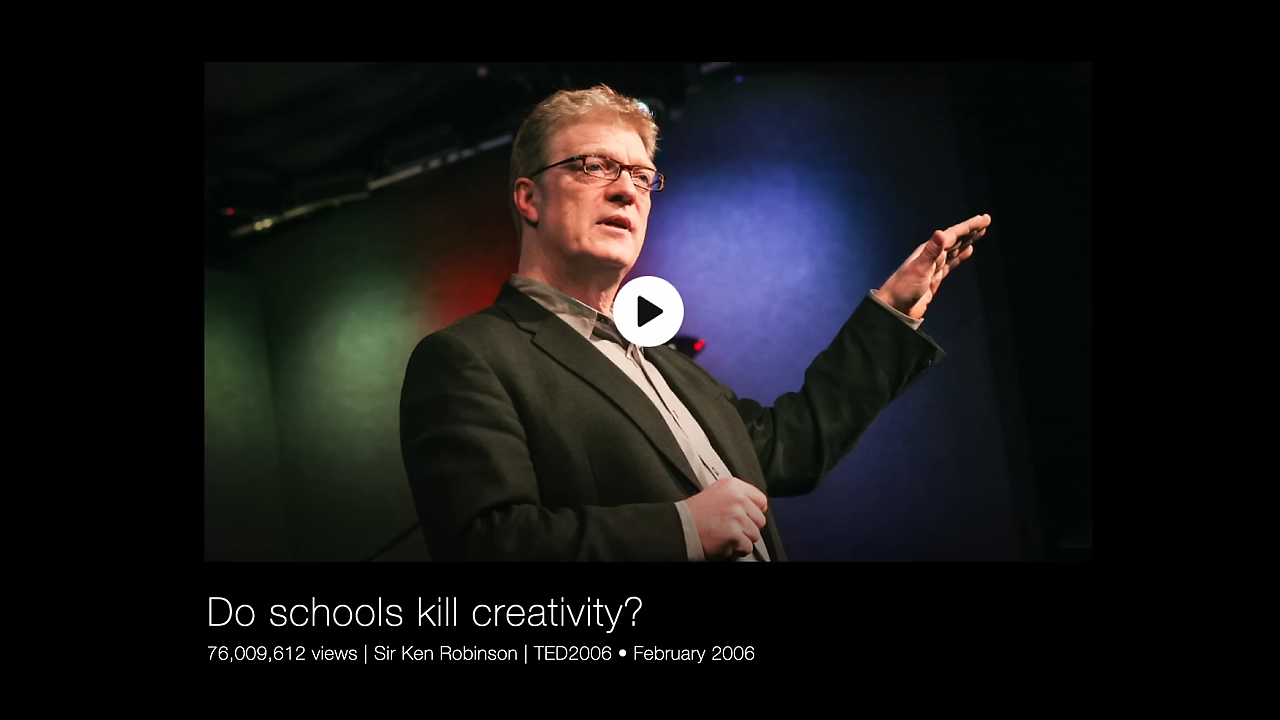 Do schools kill creativity?
76,009,612 views | Sir Ken Robinson | TED2006 • February 2006